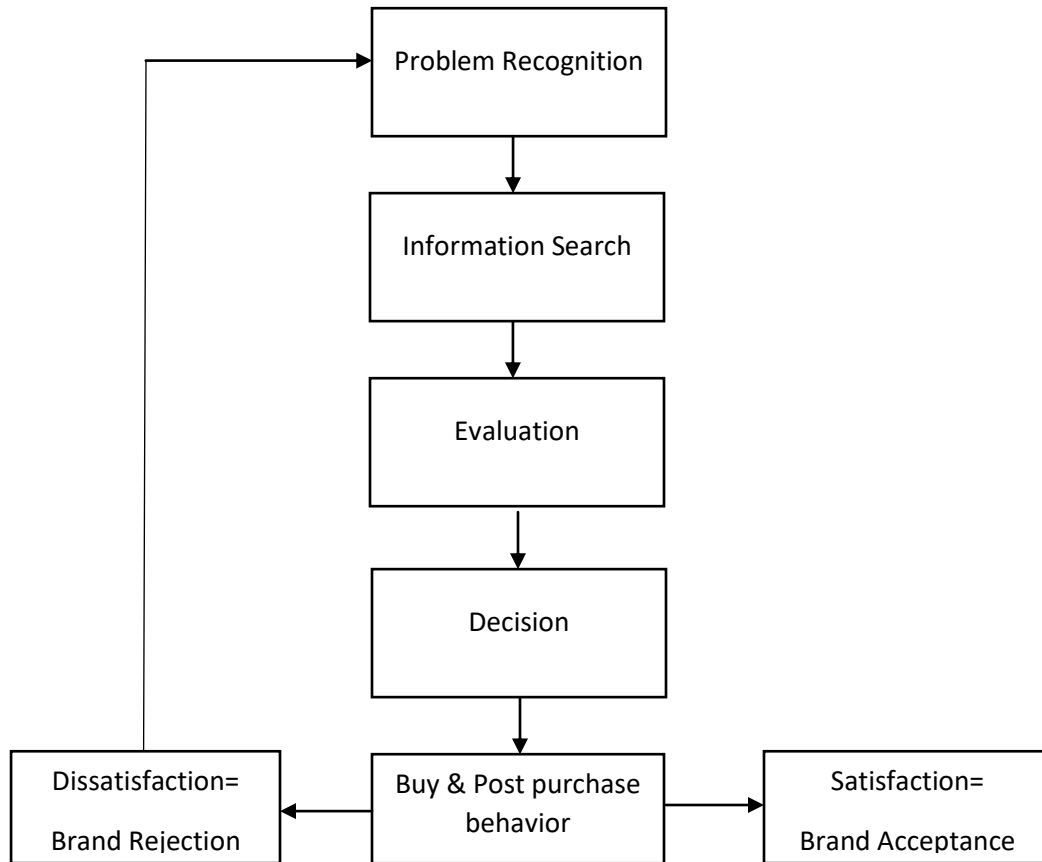 Problem Recognition
Information Search
Evaluation
Decision
Dissatisfaction=
Brand Rejection
Buy & Post purchase
behavior
Satisfaction=
Brand Acceptance